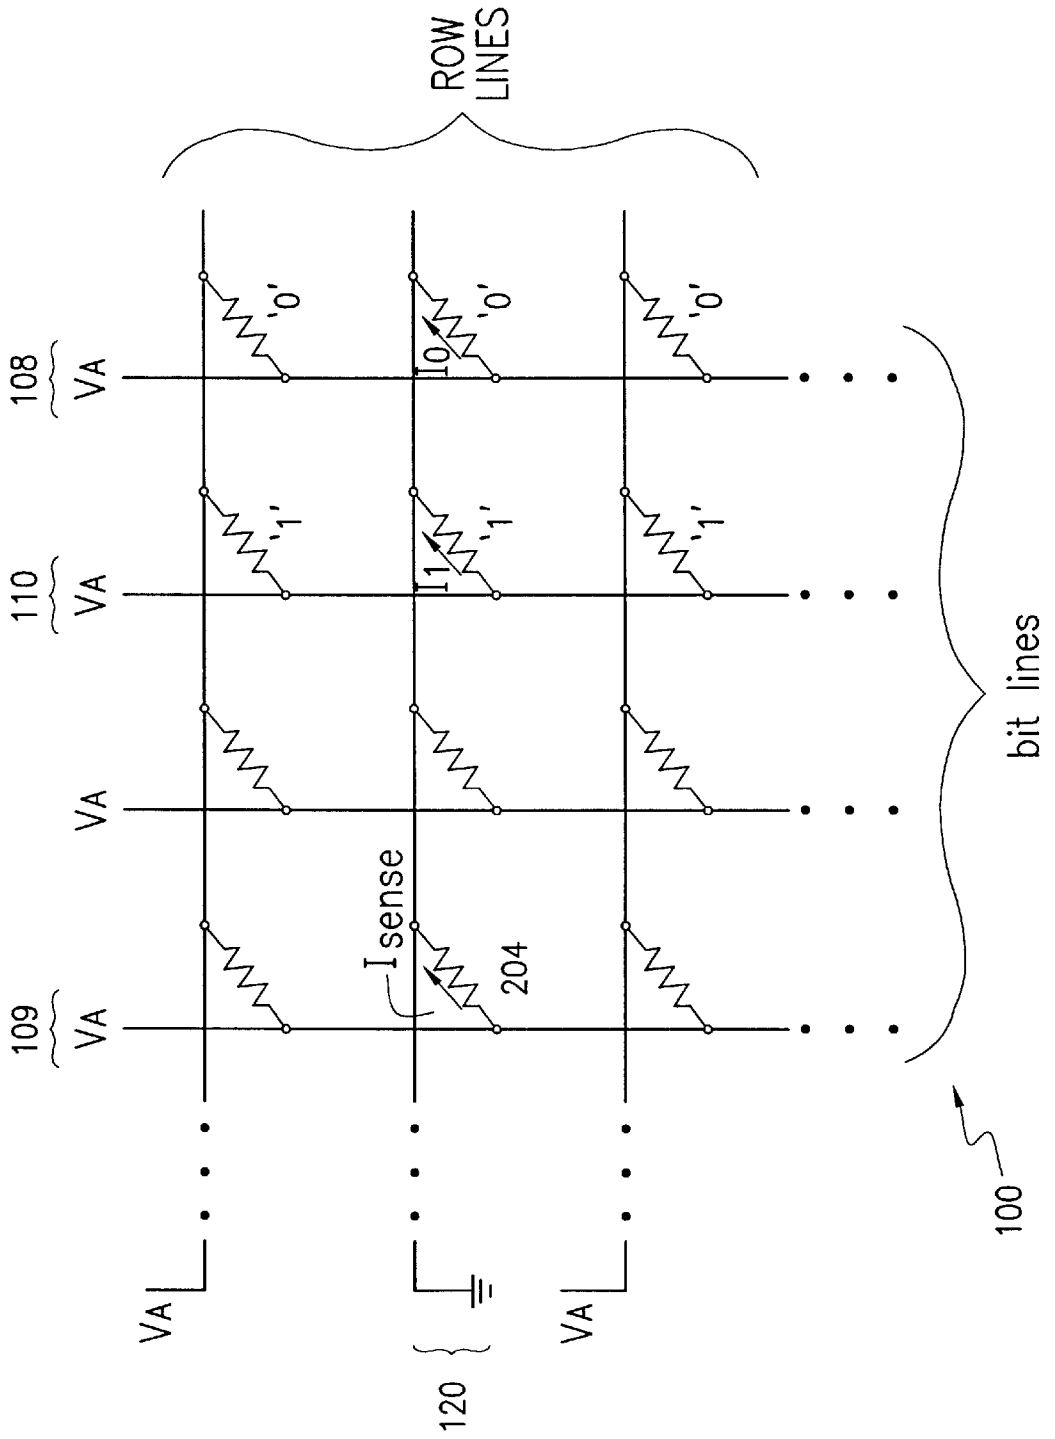 109
VA
VA
110
VA
108
VA
VA
120
VA
Isense
204
'1'
'0'
I1
'1'
I0
'0'
'1'
'0'
ROW
LINES
bit lines
100